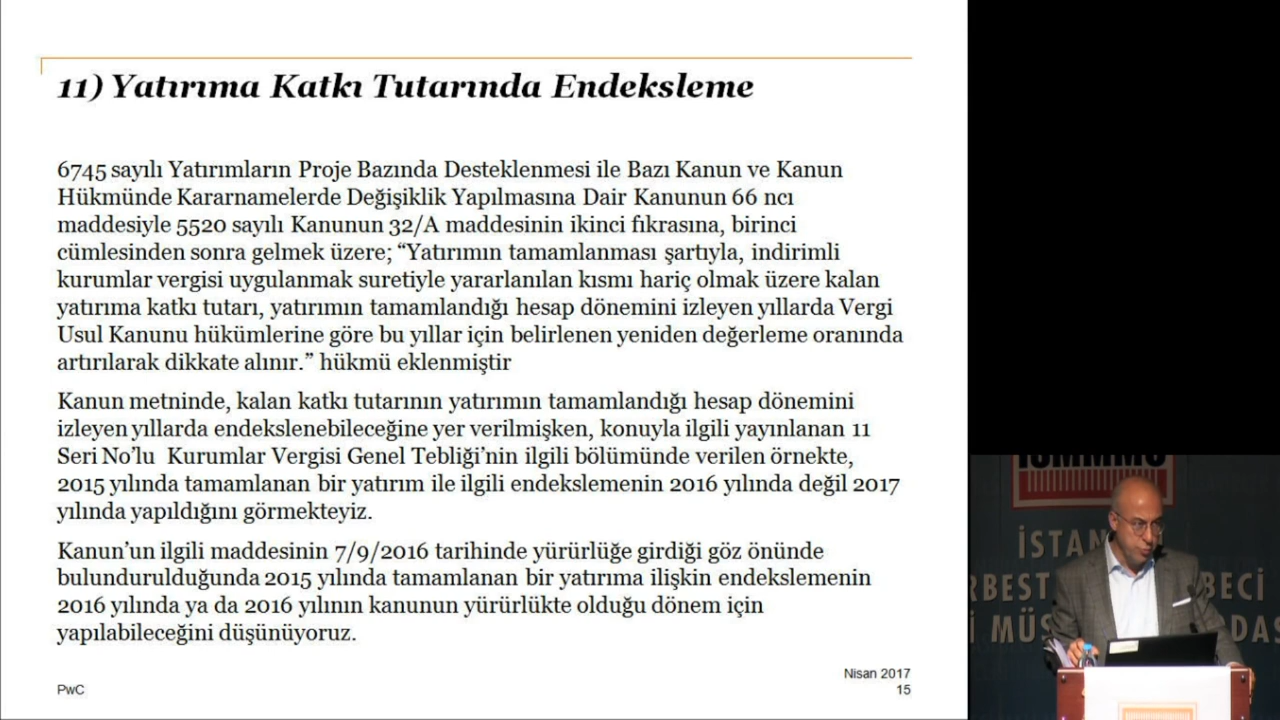 11) Yatırıma Katkı Tutarında Endeksleme
6745 sayılı Yatırımların Proje Bazında Desteklenmesi ile Bazı Kanun ve Kanun
Hükmünde Kararnamelerde Değişiklik Yapılmasına Dair Kanunun 66 ncı
maddesiyle 5520 sayılı Kanunun 32/A maddesinin ikinci fıkrasına, birinci
cümlesinden sonra gelmek üzere; “Yatırımın tamamlanması şartıyla, indirimli
kurumlar vergisi uygulanmak suretiyle yararlanılan kısmı hariç olmak üzere kalan
yatırıma katkı tutarı, yatırımın tamamlandığı hesap dönemini izleyen yıllarda Vergi
Usul Kanunu hükümlerine göre bu yıllar için belirlenen yeniden değerleme oranında
artırılarak dikkate alınır.” hükmü eklenmiştir
Kanun metninde, kalan katkı tutarının yatırımın tamamlandığı hesap dönemini
izleyen yıllarda endekslenebileceğine yer verilmişken, konuyla ilgili yayınlanan 11
Seri No’lu Kurumlar Vergisi Genel Tebliği’nin ilgili bölümünde verilen örnekte,
2015 yılında tamamlanan bir yatırım ile ilgili endekslemenin 2016 yılında değil 2017
yılında yapıldığını görmekteyiz.
Kanun’un ilgili maddesinin 7/9/2016 tarihinde yürürlüğe girdiği göz önünde
bulundurulduğunda 2015 yılında tamamlanan bir yatırıma ilişkin endekslemenin
2016 yılında ya da 2016 yılının kanunun yürürlükte olduğu dönem için
yapılabileceğini düşünüyoruz.
PwC
Nisan 2017
15